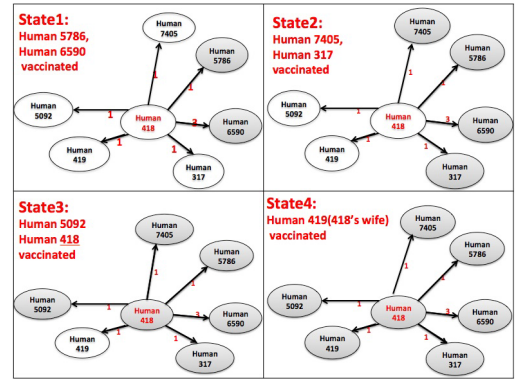 State1:
Human 5786,
Human 6590
vaccinated
Human
7405
Human
5786
Human
5092
Human
418
Human
6590
Human
419
Human
317
1
1
1
3
1
1
State2:
Human 7405,
Human 317
vaccinated
Human
7405
Human
5786
Human
5092
Human
418
Human
6590
Human
419
Human
317
1
1
1
3
1
1
State3:
Human 5092
Human 418
vaccinated
Human
7405
Human
5786
Human
5092
Human
418
Human
6590
Human
419
Human
317
1
1
1
3
1
1
State4:
Human 419(418's wife)
vaccinated
Human
7405
Human
5786
Human
5092
Human
418
Human
6590
Human
419
Human
317
1
1
1
3
1
1